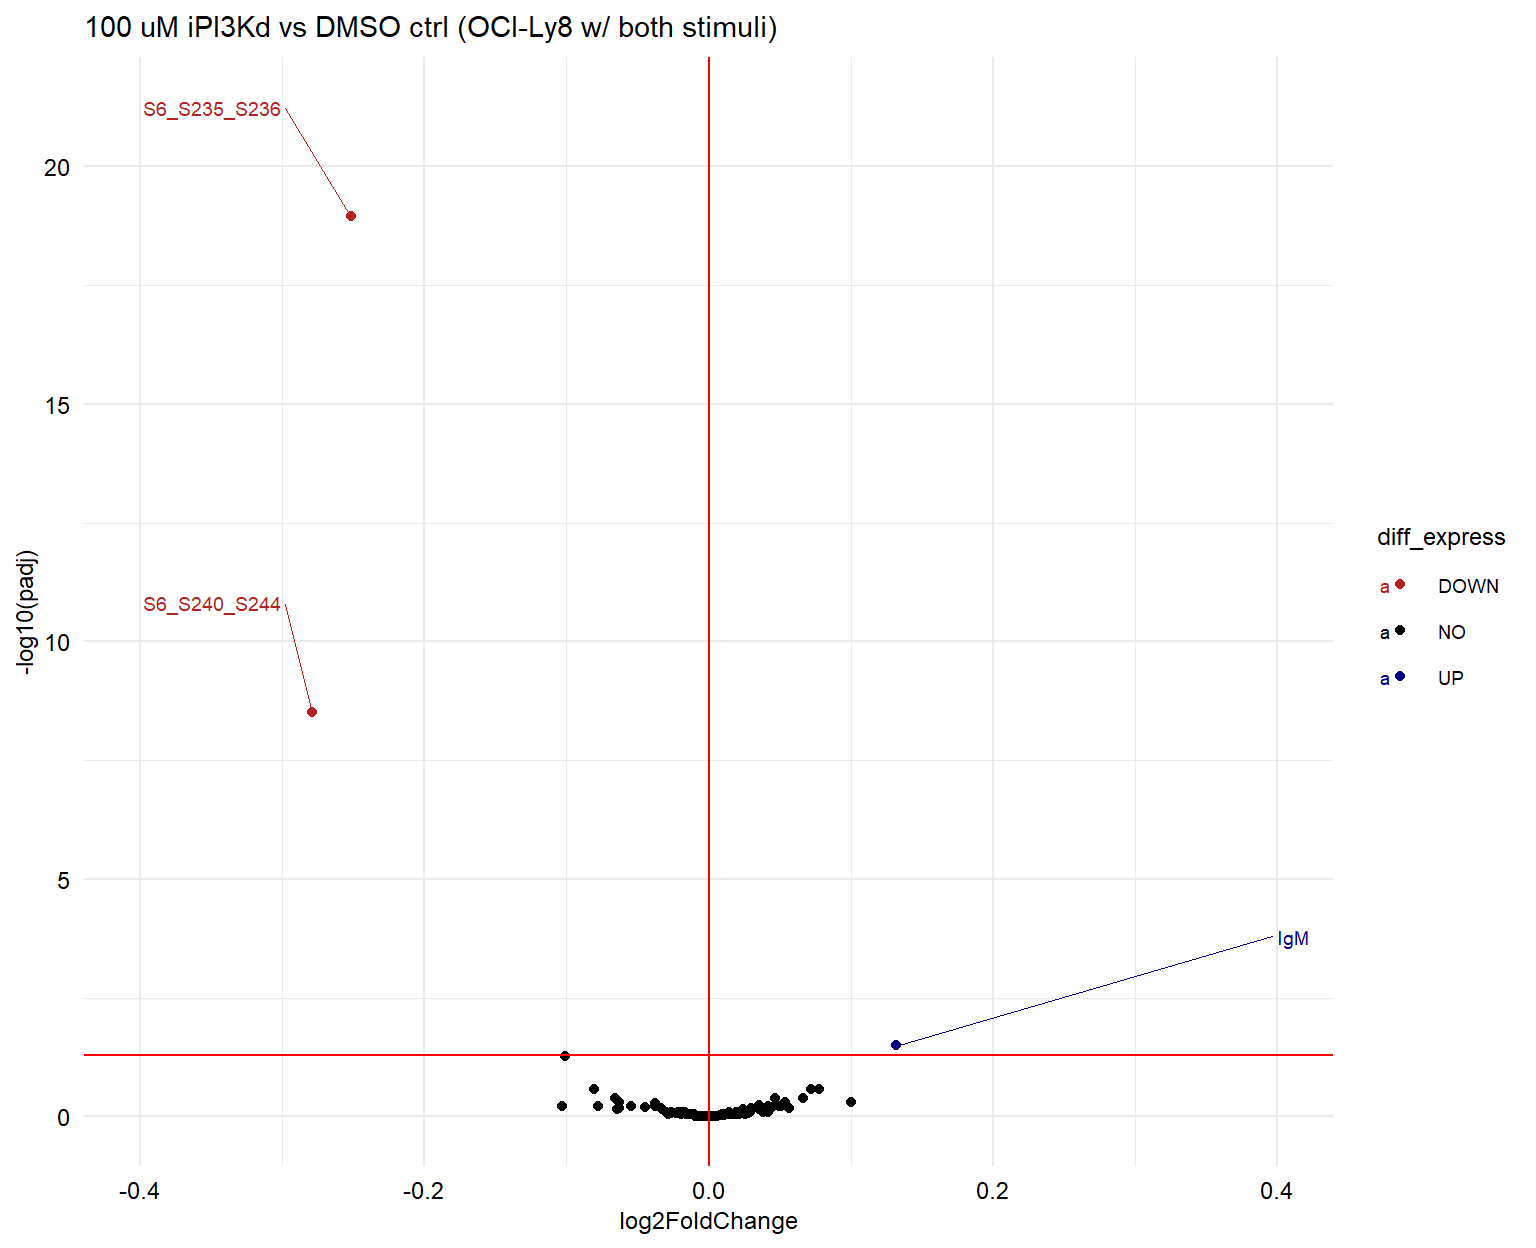 100 uM iPI3Kd vs DMSO ctrl (OCI-Ly8 w/ both stimuli)
S6_S235_S236
20
15
-log10(padj)
S6_S240_S244
10
5
IgM
0
-0.4
-0.2
0.0
0.2
0.4
log2FoldChange
diff_express
a DOWN
a NO
a UP